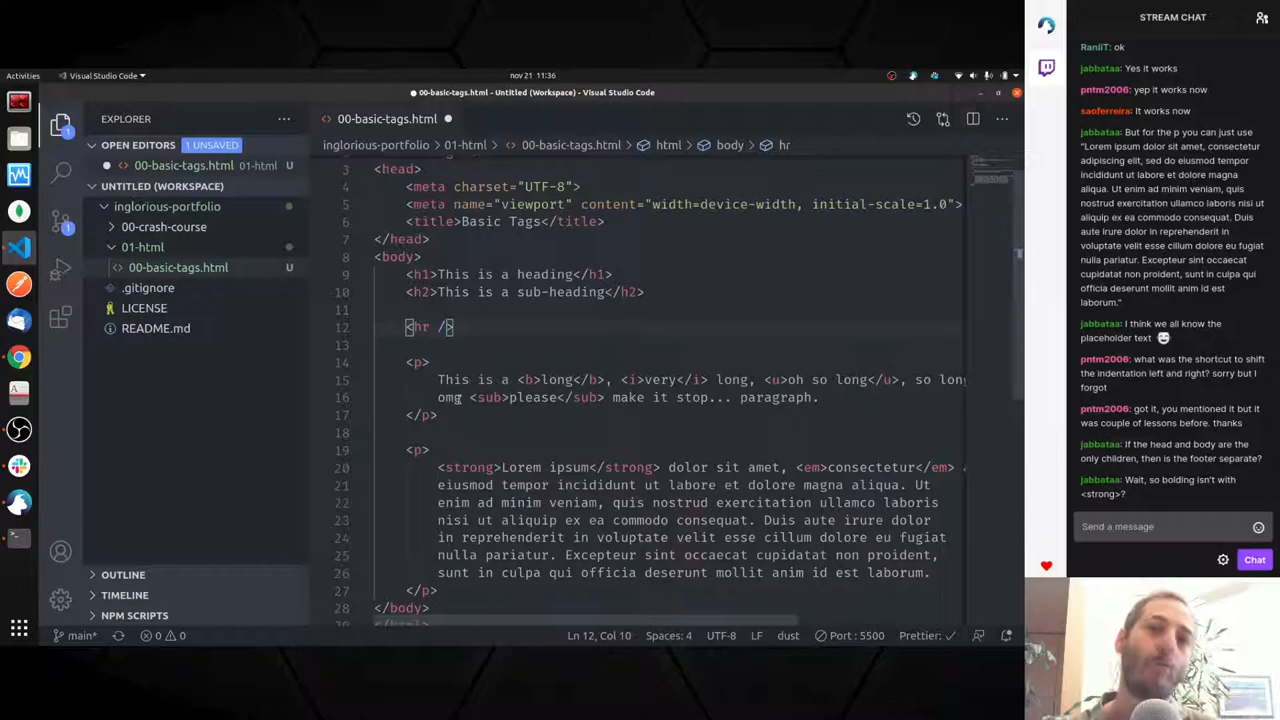 STREAM CHAT
Activities
Visual Studio Code
nov 21 11:36
00-basic-tags.html - Untitled (Workspace) - Visual Studio Code
EXPLORER
OPEN EDITORS 1 UNSAVED
00-basic-tags.html 01-html U
UNTITLED (WORKSPACE)
inglorious-portfolio
00-crash-course
01-html
00-basic-tags.html U
.gitignore
LICENSE
README.md
OUTLINE
TIMELINE
NPM SCRIPTS
1
1
00-basic-tags.html
inglorious-portfolio > 01-html > 00-basic-tags.html > html > body > hr
3 <head>
4 <meta charset="UTF-8">
5 <meta name="viewport" content="width=device-width, initial-scale=1.0">
6 <title>Basic Tags</title>
7 </head>
8 <body>
9 <h1>This is a heading</h1>
10 <h2>This is a sub-heading</h2>
11
12 <hr />
13
14 <p>
15 This is a <b>long</b>, <i>very</i> long, <u>oh so long</u>, so long
16 omg <sub>please</sub> make it stop... paragraph.
17 </p>
18
19 <p>
20 <strong>Lorem ipsum</strong> dolor sit amet, <em>consectetur</em>
21 eiusmod tempor incididunt ut labore et dolore magna aliqua. Ut
22 enim ad minim veniam, quis nostrud exercitation ullamco laboris
23 nisi ut aliquip ex ea commodo consequat. Duis aute irure dolor
24 in reprehenderit in voluptate velit esse cillum dolore eu fugiat
25 nulla pariatur. Excepteur sint occaecat cupidatat non proident,
26 sunt in culpa qui officia deserunt mollit anim id est laborum.
27 </p>
28 </body>
main* 0 0 Ln 12, Col 10 Spaces: 4 UTF-8 LF dust Port : 5500 Prettier: ✓
RaniiT: ok
jabbataa: Yes it works
pntm2006: yep it works now
saoferreira: It works now
jabbataa: But for the p you can just use
"Lorem ipsum dolor sit amet, consectetur
adipiscing elit, sed do eiusmod tempor
incididunt ut labore et dolore magna
aliqua. Ut enim ad minim veniam, quis
nostrud exercitation ullamco laboris nisi
ut aliquip ex ea commodo consequat. Duis
aute irure dolor in reprehenderit in
voluptate velit esse cillum dolore eu fugiat
nulla pariatur. Excepteur sint occaecat
cupidatat non proident, sunt in culpa qui
officia deserunt mollit anim id est
laborum."
jabbataa: I think we all know the
placeholder text
pntm2006: what was the shortcut to shift
the indentation left and right? sorry but I
forgot
pntm2006: got it, you mentioned it but it
was couple of lessons before. thanks
jabbataa: If the head and body are the
only children, then is the footer separate?
jabbataa: Wait, so bolding isn't with
<strong>?
Send a message
Chat